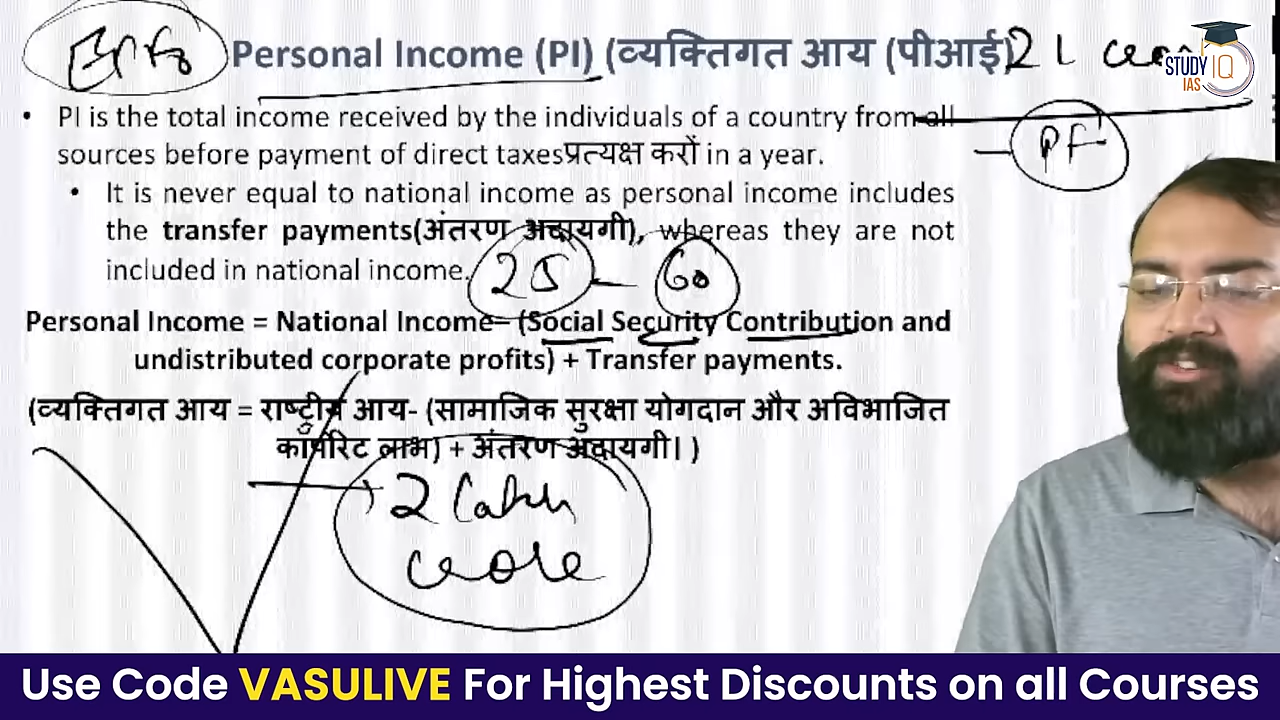 Personal Income (PI) (व्यक्तिगत आय (पीआई)
2 L
STUDY IQ
IAS
• PI is the total income received by the individuals of a country from all
sources before payment of direct taxesप्रत्यक्ष करों in a year.
– PF
• It is never equal to national income as personal income includes
the transfer payments(अंतरण अदायगी), whereas they are not
included in national income.
25 – 60
Personal Income = National Income– (Social Security Contribution and
undistributed corporate profits) + Transfer payments.
(व्यक्तिगत आय = राष्ट्रीय आय- (सामाजिक सुरक्षा योगदान और अविभाजित
कॉर्पोरेट लाभ) + अंतरण अदायगी। )
2 Lakh
crore
Use Code VASULIVE For Highest Discounts on all Courses